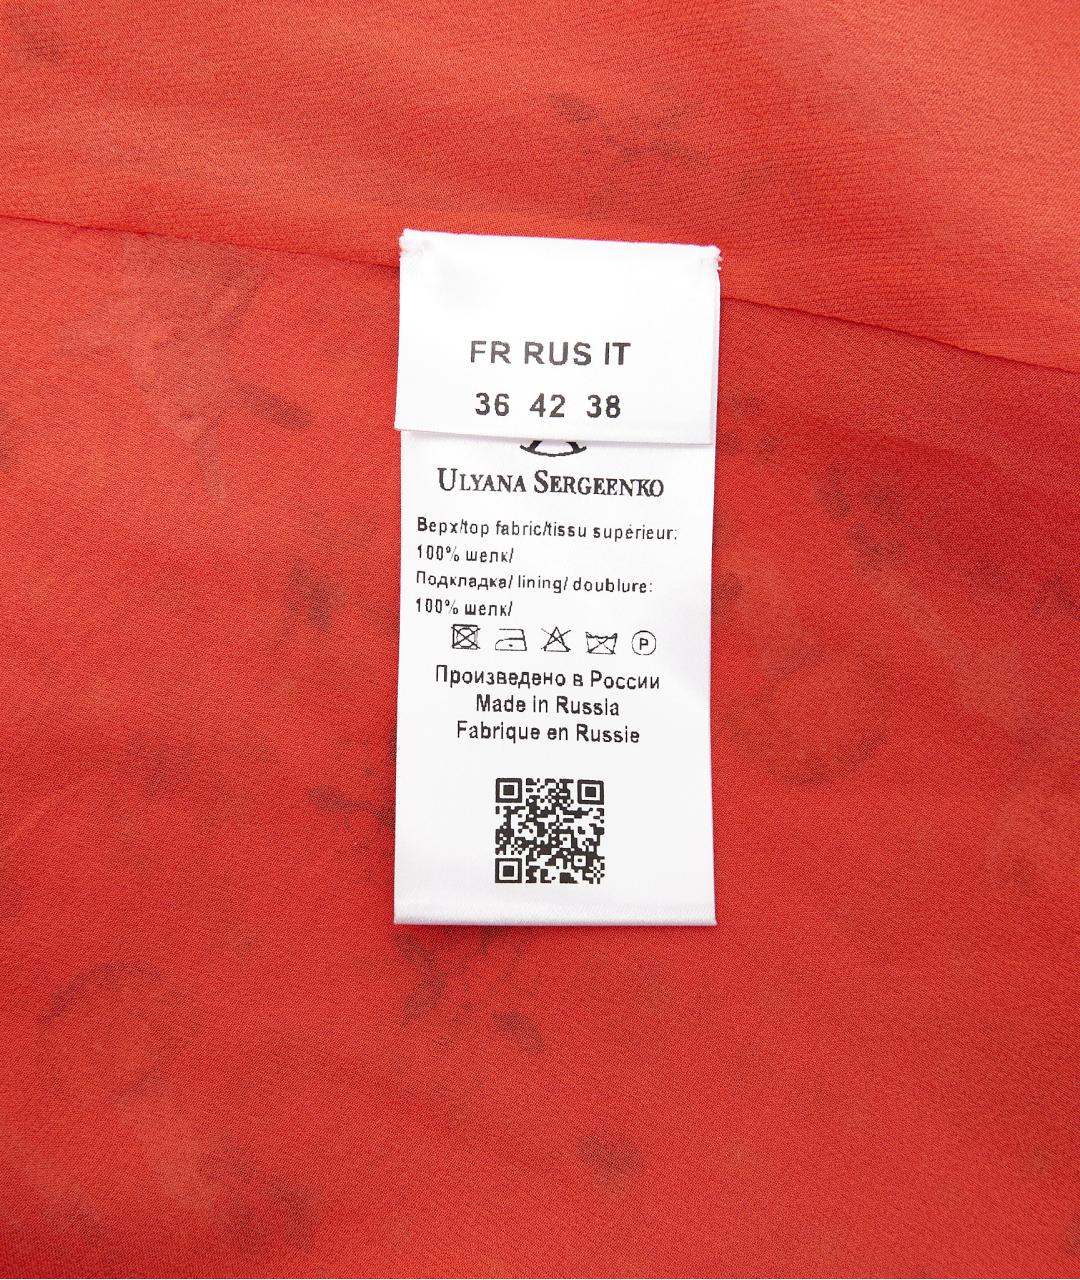 FR RUS IT
36 42 38
ULYANA SERGEENKO
Верх/top fabric/tissu supérieur:
100% шелк/
Подкладка/ lining/ doublure:
100% шелк/
P
Произведено в России
Made in Russia
Fabrique en Russie